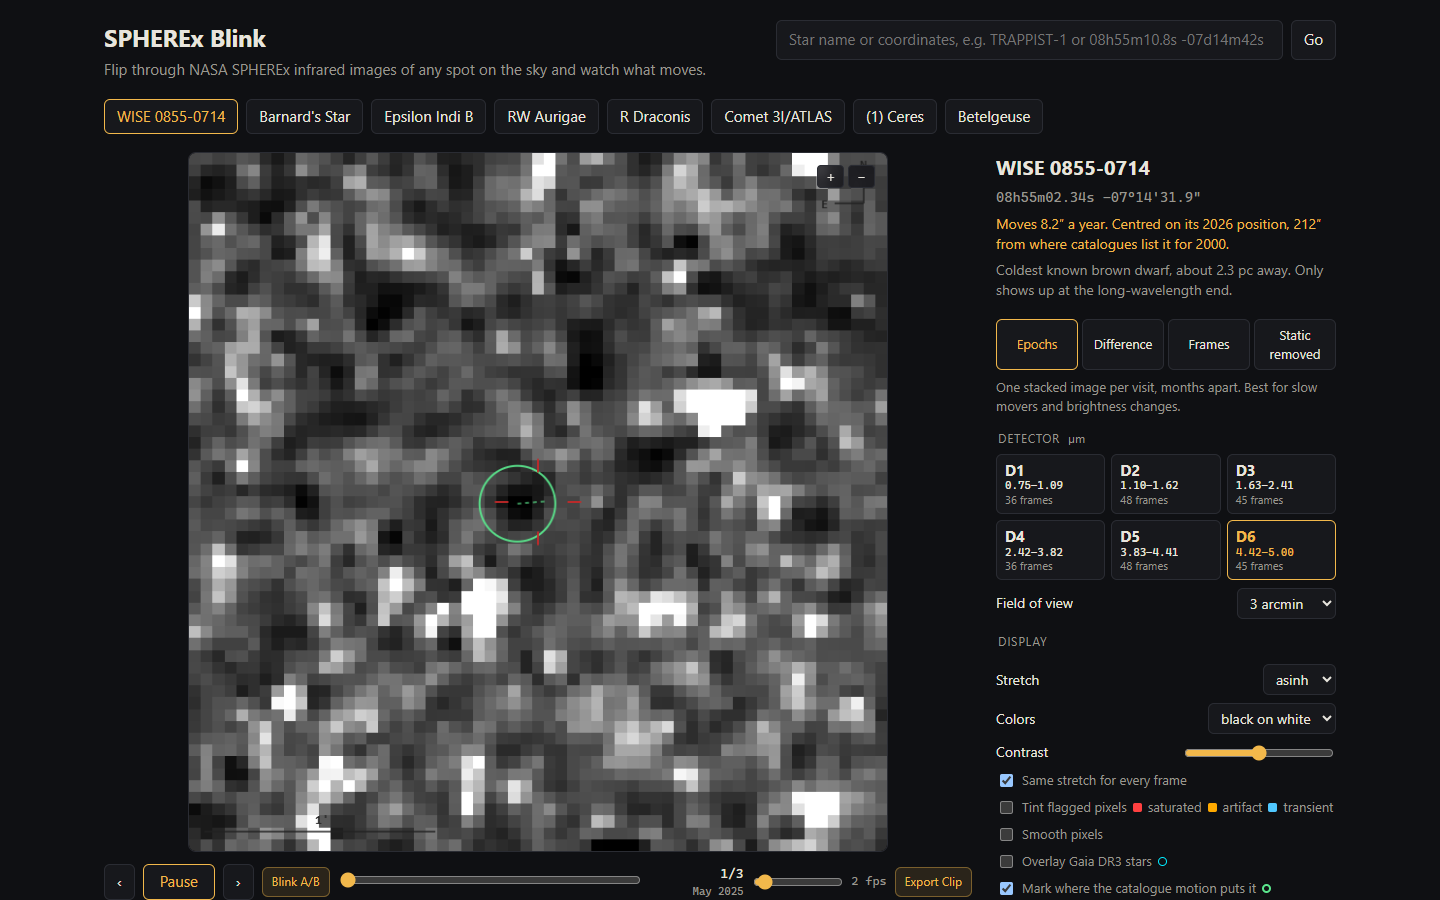 SPHEREx Blink
Star name or coordinates, e.g. TRAPPIST-1 or 08h55m10.8s -07d14m42s
Go
Flip through NASA SPHEREx infrared images of any spot on the sky and watch what moves.
WISE 0855-0714
Barnard's Star
Epsilon Indi B
RW Aurigae
R Draconis
Comet 3I/ATLAS
(1) Ceres
Betelgeuse
+
−
E
1'
WISE 0855-0714
08h55m02.34s −07°14'31.9"
Moves 8.2″ a year. Centred on its 2026 position, 212″
from where catalogues list it for 2000.
Coldest known brown dwarf, about 2.3 pc away. Only
shows up at the long-wavelength end.
Epochs
Difference
Frames
Static
removed
One stacked image per visit, months apart. Best for slow
movers and brightness changes.
DETECTOR µm
D1
0.75–1.09
36 frames
D2
1.10–1.62
48 frames
D3
1.63–2.41
45 frames
D4
2.42–3.82
36 frames
D5
3.83–4.41
48 frames
D6
4.42–5.00
45 frames
Field of view
3 arcmin
DISPLAY
Stretch
asinh
Colors
black on white
Contrast
Same stretch for every frame
Tint flagged pixels saturated artifact transient
Smooth pixels
Overlay Gaia DR3 stars
Mark where the catalogue motion puts it
‹
Pause
›
Blink A/B
1/3
May 2025
2 fps
Export Clip